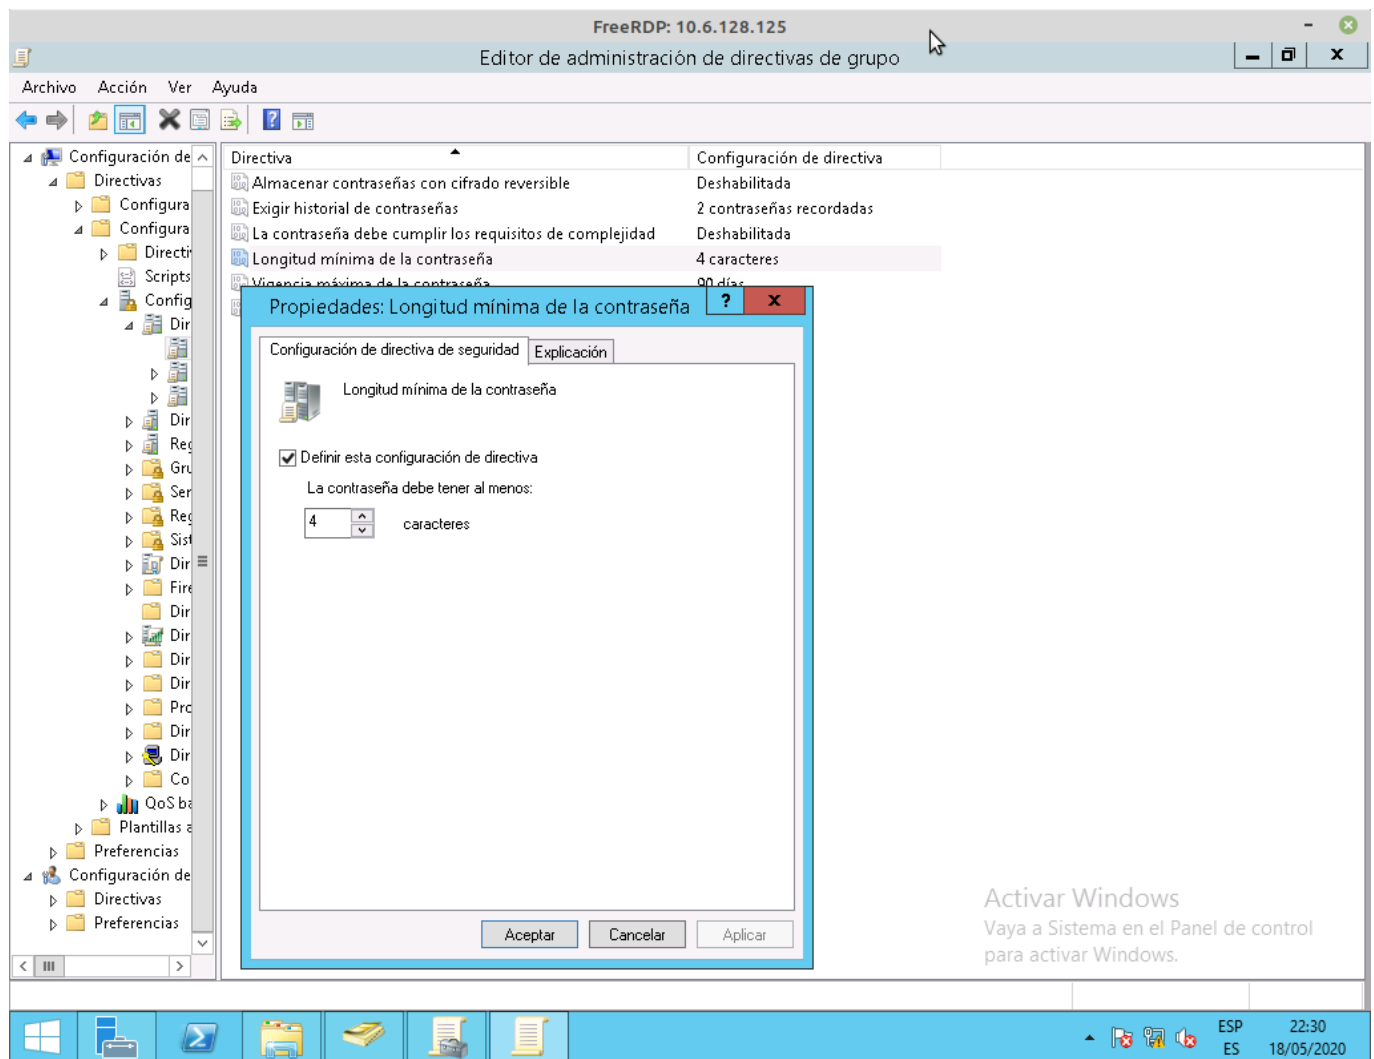 FreeRDP: 10.6.128.125
Editor de administración de directivas de grupo
Archivo Acción Ver Ayuda
Configuración de
Directivas
Configura
Configura
Directi
Scripts
Config
Dir
Dir
Reg
Gru
Ser
Reg
Sist
Dir
Fire
Dir
Dir
Dir
Dir
Pro
Dir
Dir
Co
QoS ba
Plantillas a
Preferencias
Configuración de
Directivas
Preferencias
Directiva Configuración de directiva
Almacenar contraseñas con cifrado reversible Deshabilitada
Exigir historial de contraseñas 2 contraseñas recordadas
La contraseña debe cumplir los requisitos de complejidad Deshabilitada
Longitud mínima de la contraseña 4 caracteres
Vigencia máxima de la contraseña 90 días
Propiedades: Longitud mínima de la contraseña ? x
Configuración de directiva de seguridad Explicación
Longitud mínima de la contraseña
Definir esta configuración de directiva
La contraseña debe tener al menos:
4 caracteres
Aceptar Cancelar Aplicar
Activar Windows
Vaya a Sistema en el Panel de control
para activar Windows.
ESP 22:30
ES 18/05/2020